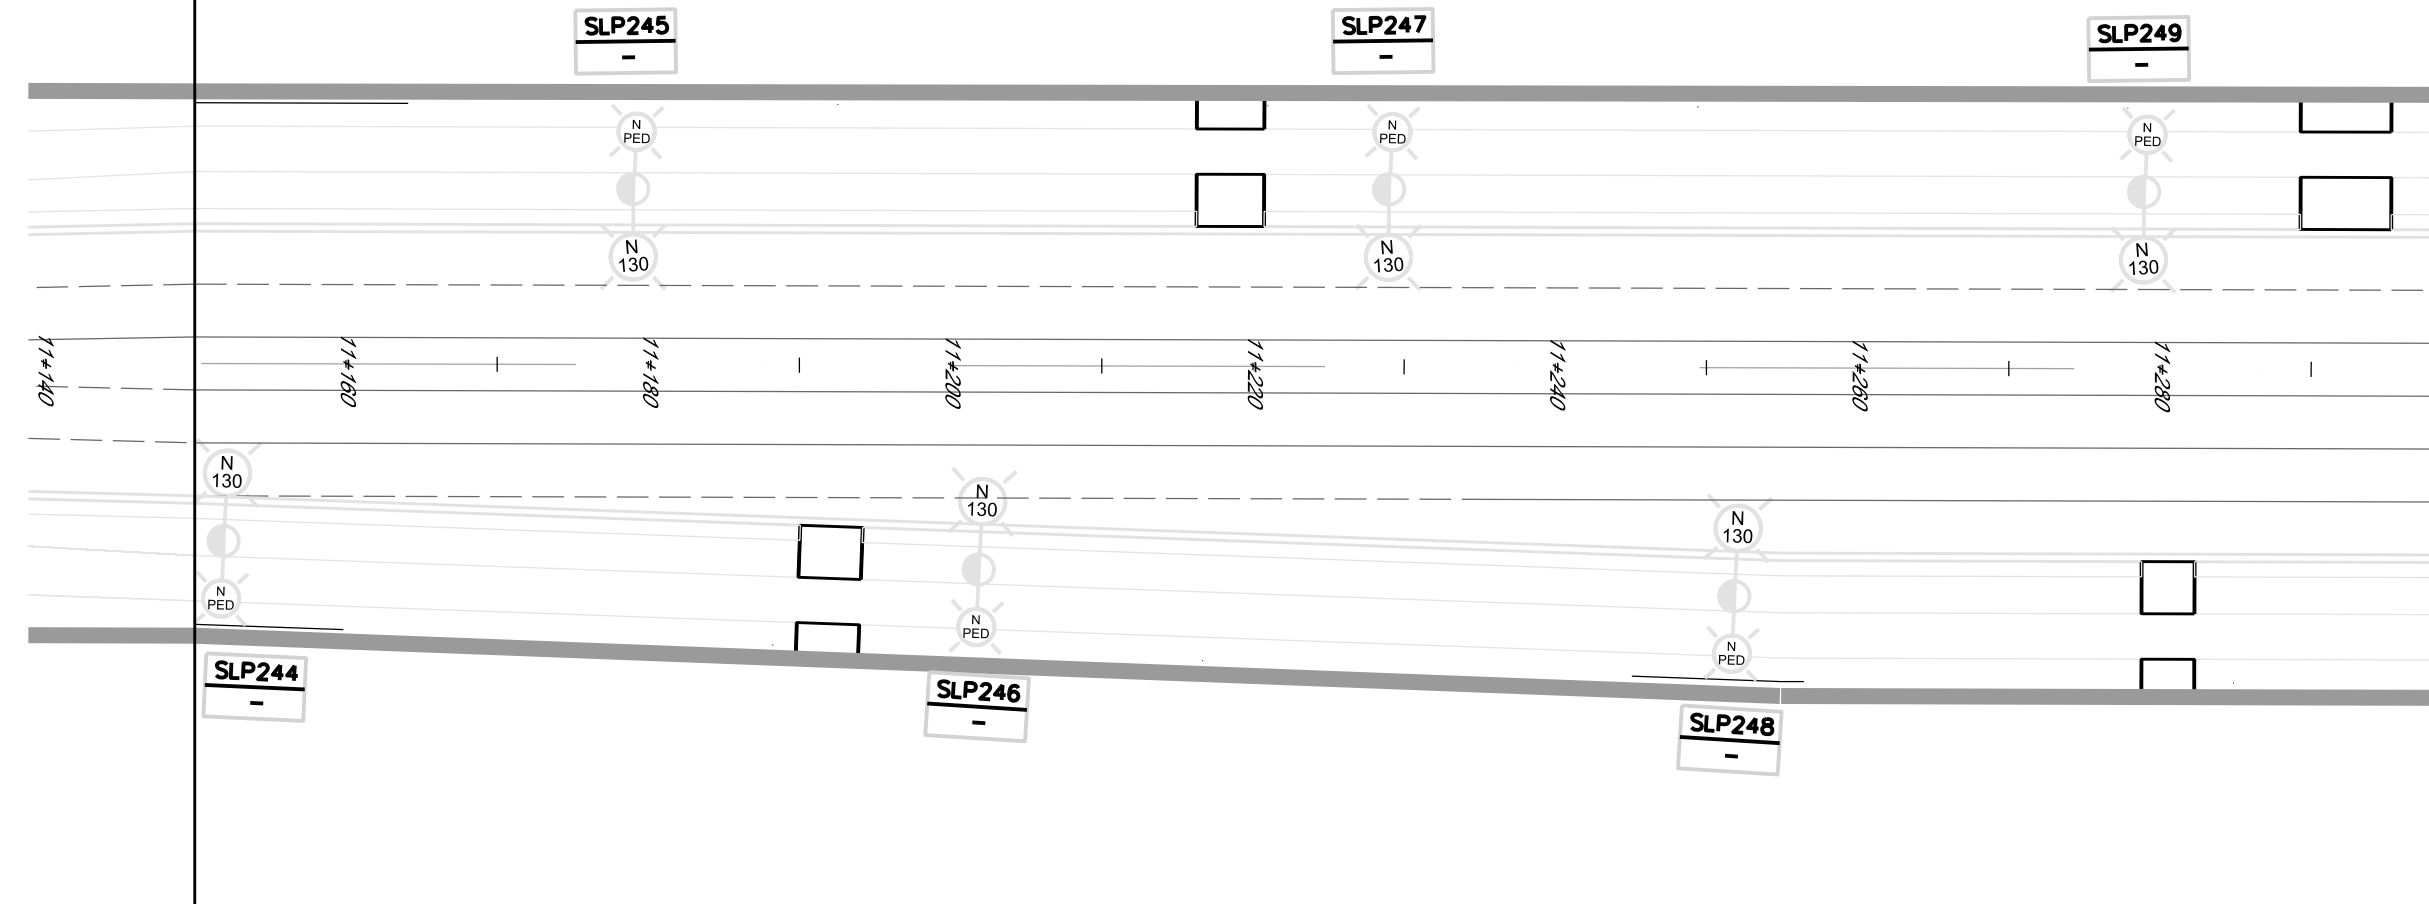 SLP245
-
SLP247
-
SLP249
-
N
PED
N
PED
N
PED
N
130
N
130
N
130
11+140
11+160
11+180
11+200
11+220
11+240
11+260
11+280
N
130
N
130
N
130
N
PED
N
PED
N
PED
SLP244
-
SLP246
-
SLP248
-